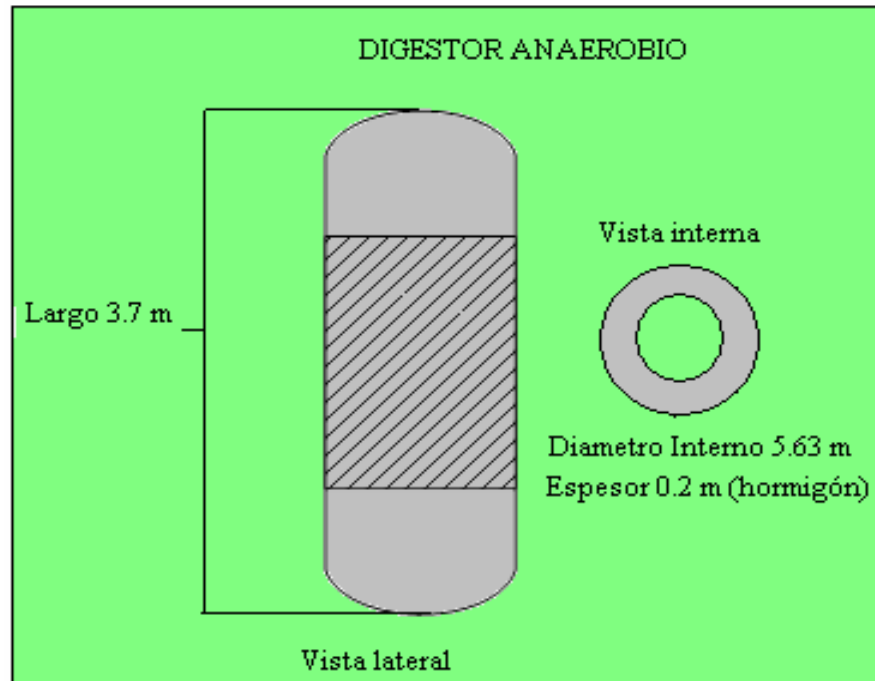 DIGESTOR ANAEROBIO
Vista interna
Largo 3.7 m
Diametro Interno 5.63 m
Espesor 0.2 m (hormigón)
Vista lateral